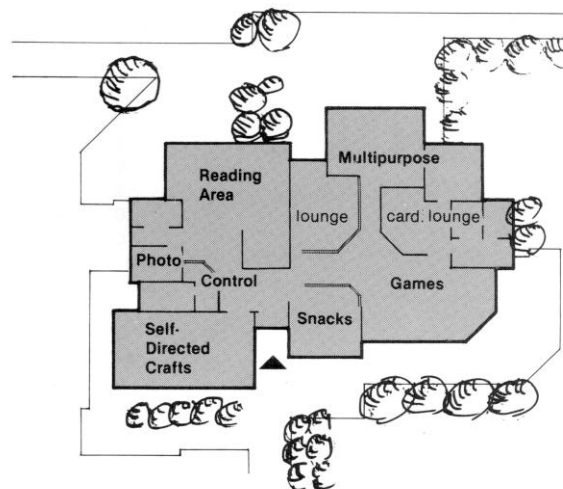 Multipurpose
Reading
Area
lounge
card. lounge
Photo
Control
Games
Snacks
Self-
Directed
Crafts